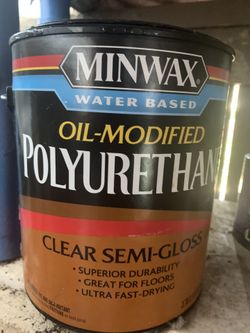 MINWAX
WATER BASED
OIL-MODIFIED
POLYURETHAN
CLEAR SEMI-GLOSS
• SUPERIOR DURABILITY
• GREAT FOR FLOORS
• ULTRA FAST-DRYING